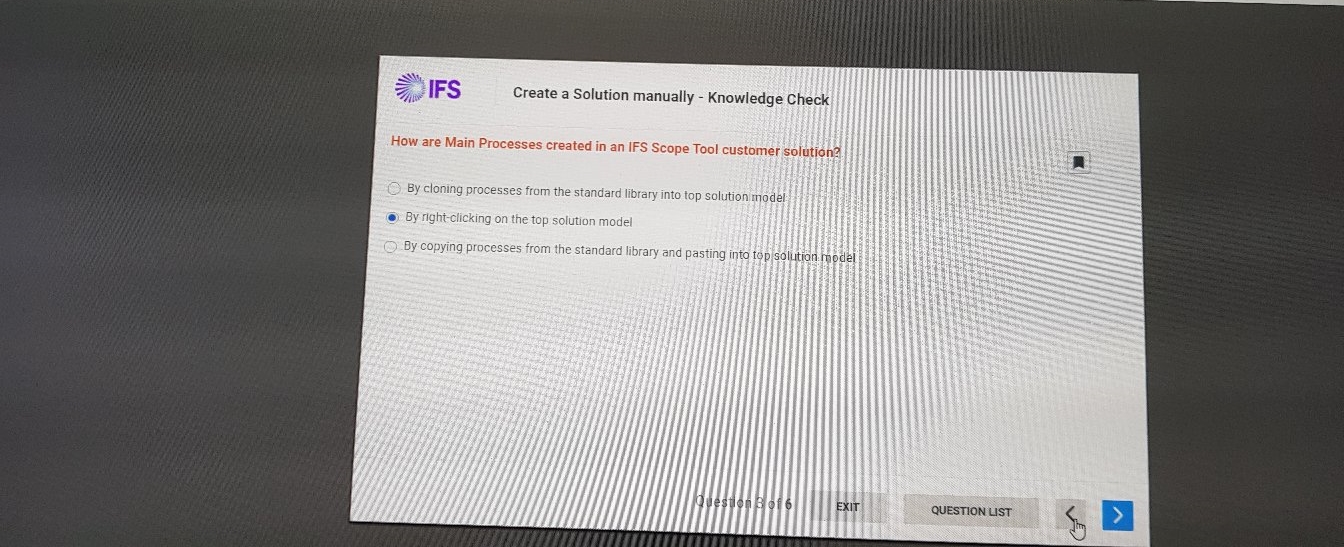 IFS
Create a Solution manually - Knowledge Check
How are Main Processes created in an IFS Scope Tool customer solution?
By cloning processes from the standard library into top solution model
By right-clicking on the top solution model
By copying processes from the standard library and pasting into top solution model
Question 3 of 6
EXIT
QUESTION LIST